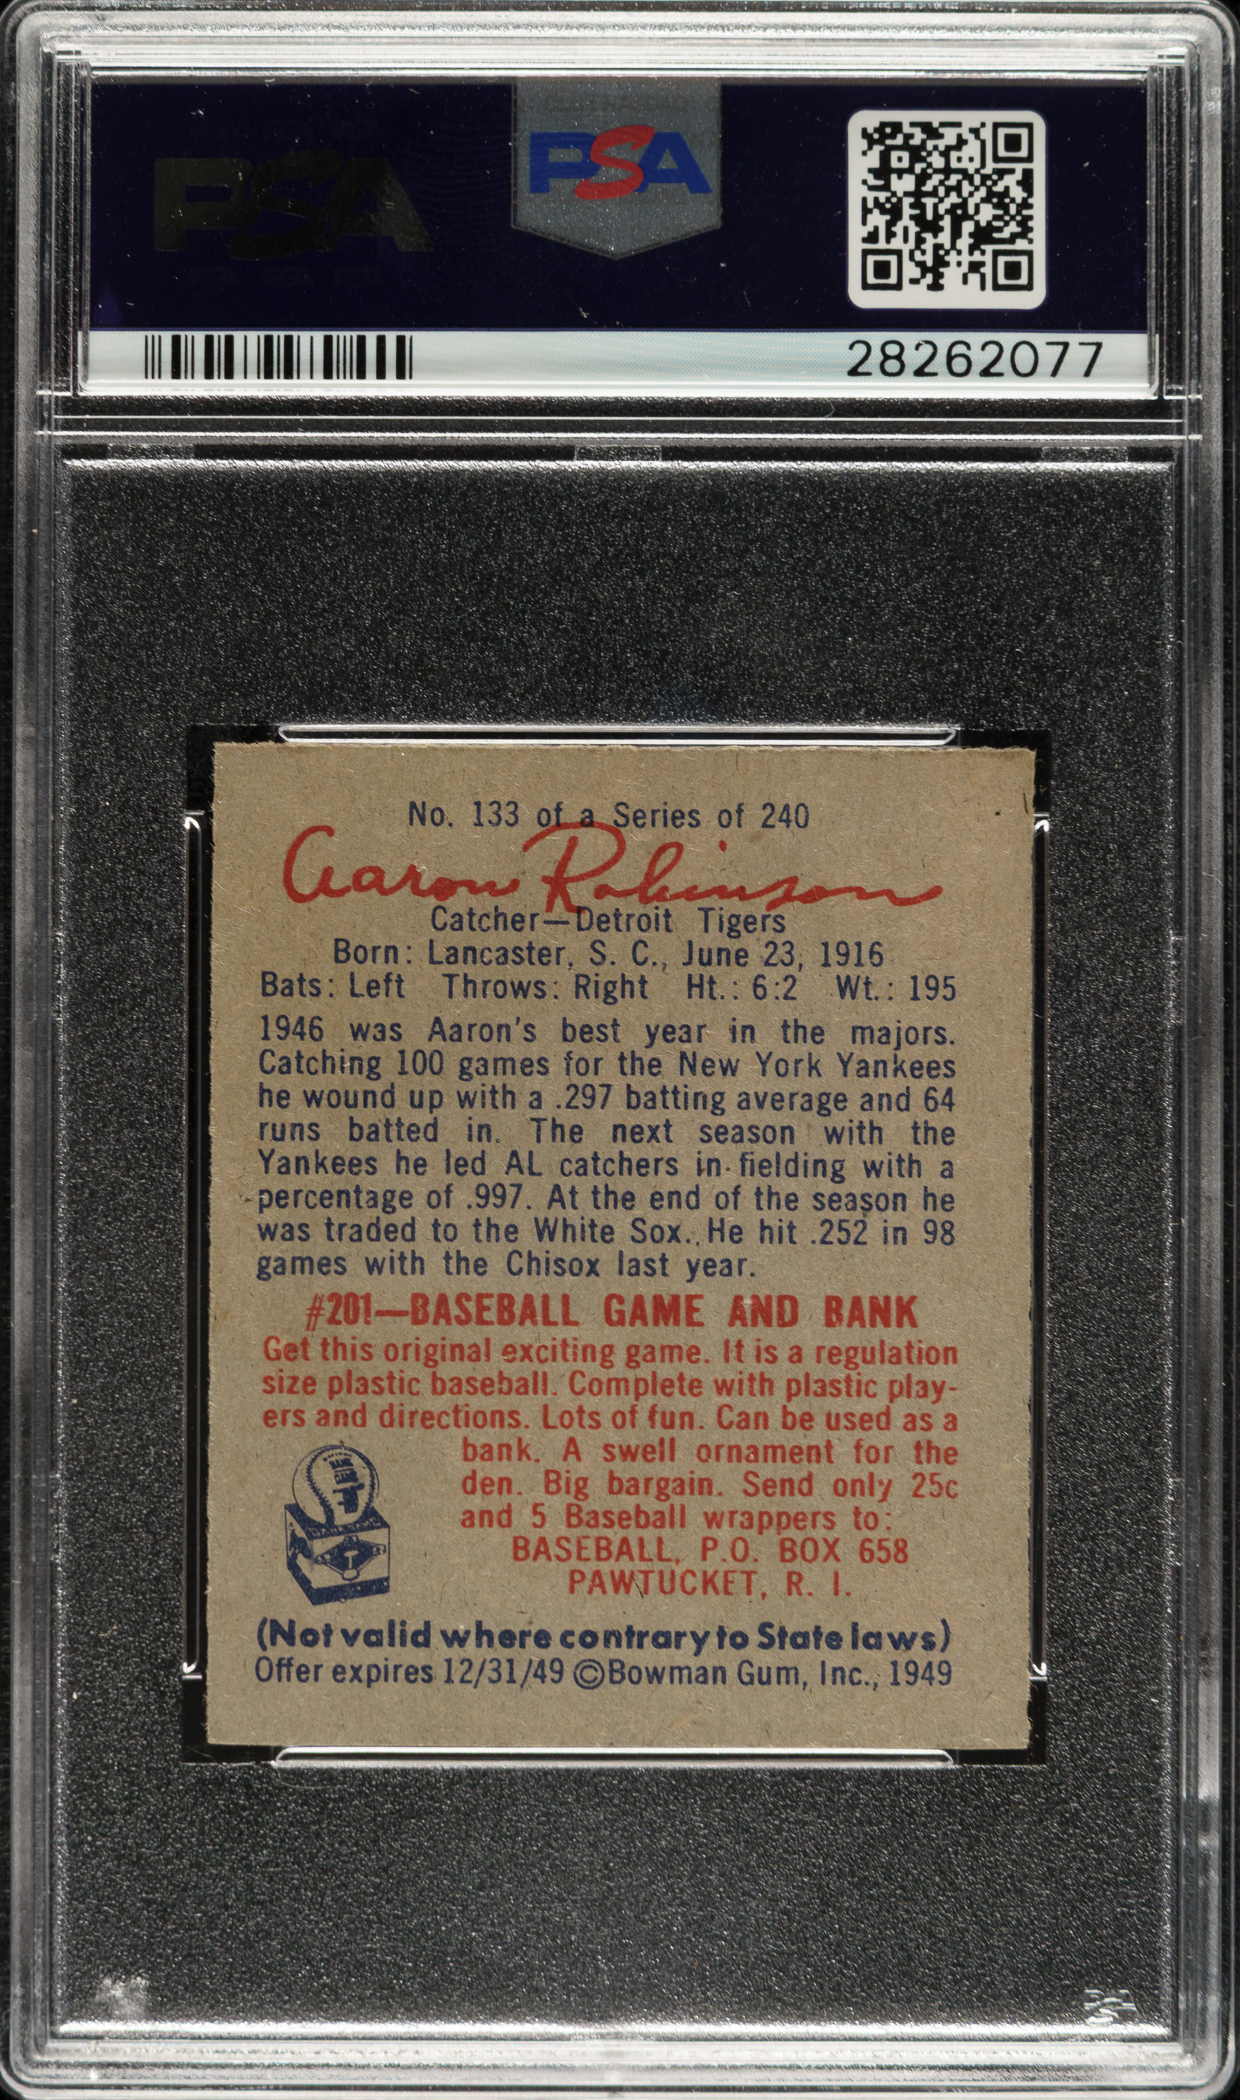 PSA
PSA
28262077
No. 133 of a Series of 240
Aaron Robinson
Catcher—Detroit Tigers
Born: Lancaster, S. C., June 23, 1916
Bats: Left Throws: Right Ht.: 6:2 Wt.: 195
1946 was Aaron's best year in the majors.
Catching 100 games for the New York Yankees
he wound up with a .297 batting average and 64
runs batted in. The next season with the
Yankees he led AL catchers in fielding with a
percentage of .997. At the end of the season he
was traded to the White Sox. He hit .252 in 98
games with the Chisox last year.
#201—BASEBALL GAME AND BANK
Get this original exciting game. It is a regulation
size plastic baseball. Complete with plastic play-
ers and directions. Lots of fun. Can be used as a
bank. A swell ornament for the
den. Big bargain. Send only 25c
and 5 Baseball wrappers to:
BASEBALL, P.O. BOX 658
PAWTUCKET, R. I.
(Not valid where contrary to State laws)
Offer expires 12/31/49 ©Bowman Gum, Inc., 1949
PSA